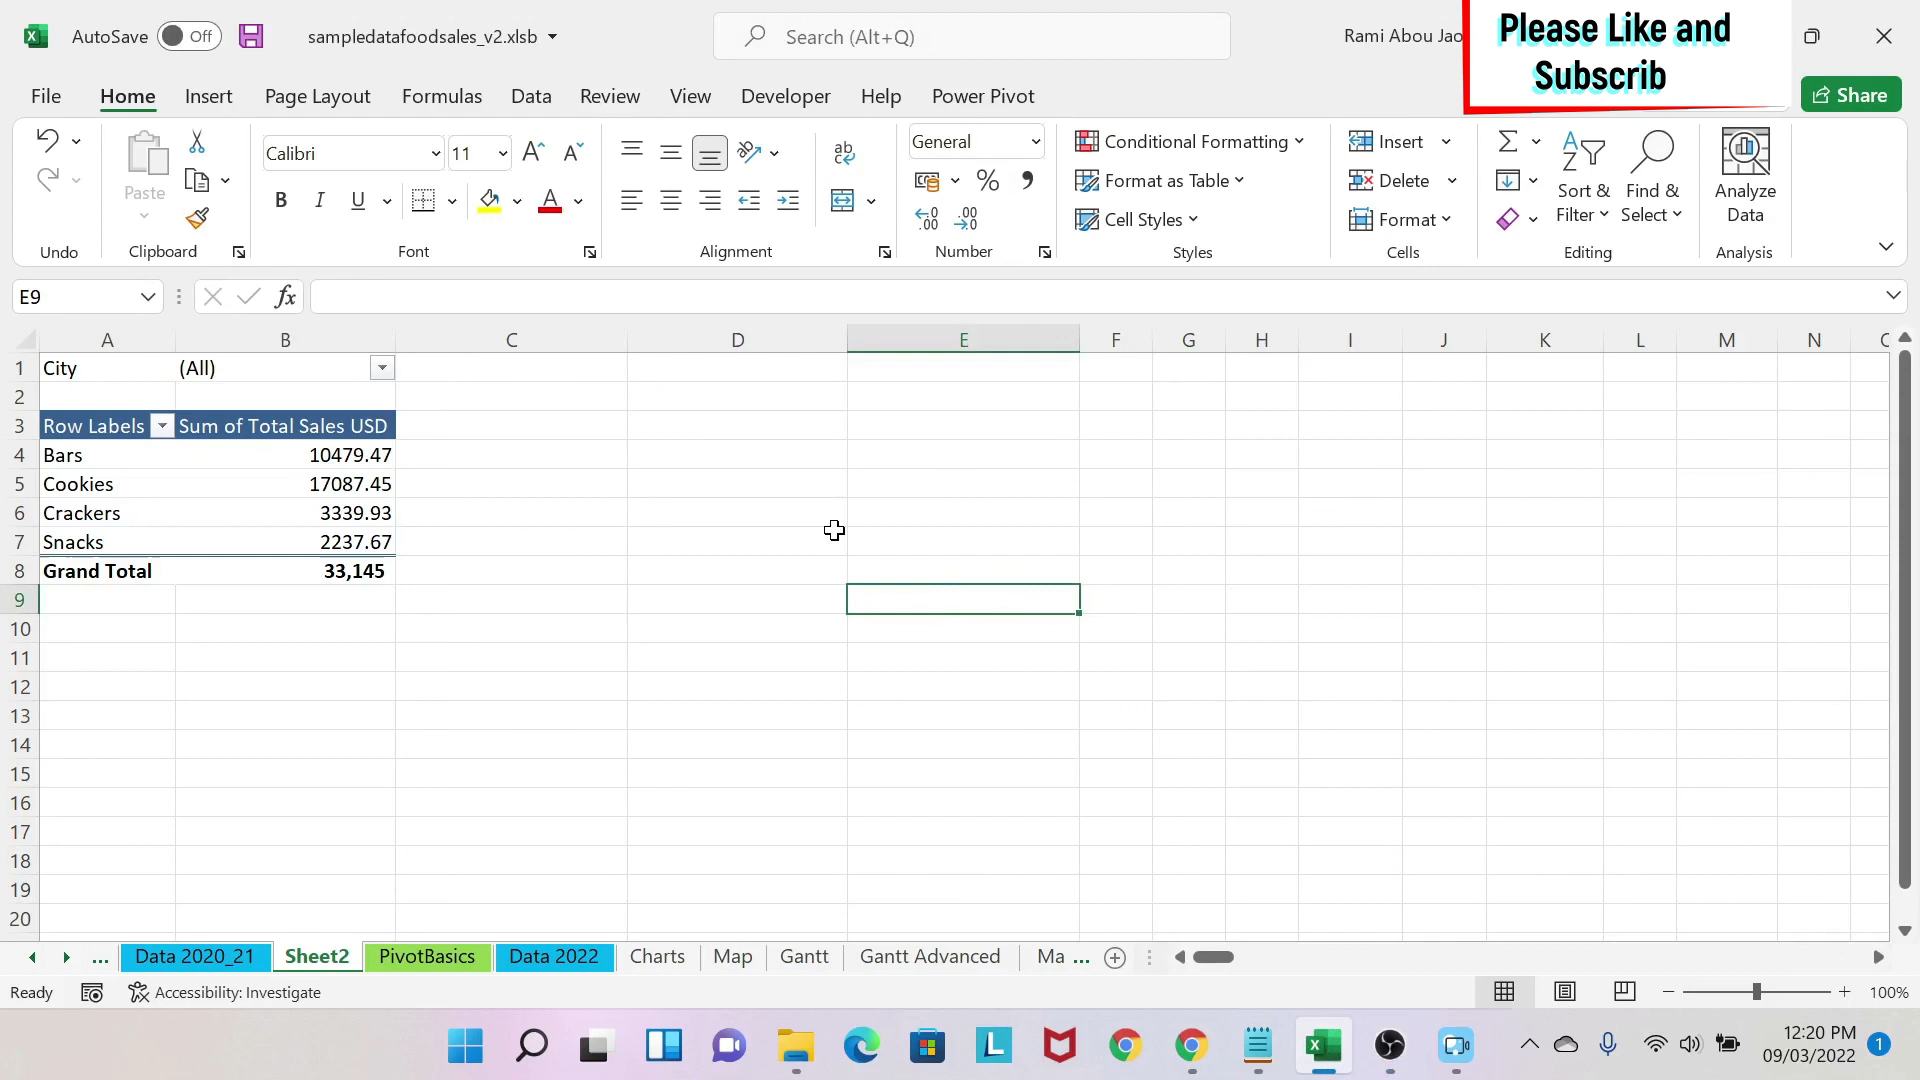 AutoSave Off sampledatafoodsales_v2.xlsb Search (Alt+Q) Rami Abou Jao
Please Like and
Subscrib
File Home Insert Page Layout Formulas Data Review View Developer Help Power Pivot Share
Paste
Calibri 11
B I U A
ab
General
% 9
Conditional Formatting
Format as Table
Cell Styles
Insert
Delete
Format
Sort &
Filter
Find &
Select
Analyze
Data
Undo Clipboard Font Alignment Number Styles Cells Editing Analysis
E9 fx
A B C D E F G H I J K L M N
1 City (All)
2
3 Row Labels Sum of Total Sales USD
4 Bars 10479.47
5 Cookies 17087.45
6 Crackers 3339.93
7 Snacks 2237.67
8 Grand Total 33,145
9
10
11
12
13
14
15
16
17
18
19
20
... Data 2020_21 Sheet2 PivotBasics Data 2022 Charts Map Gantt Gantt Advanced Ma ...
Ready Accessibility: Investigate 100%
L 12:20 PM
09/03/2022 1